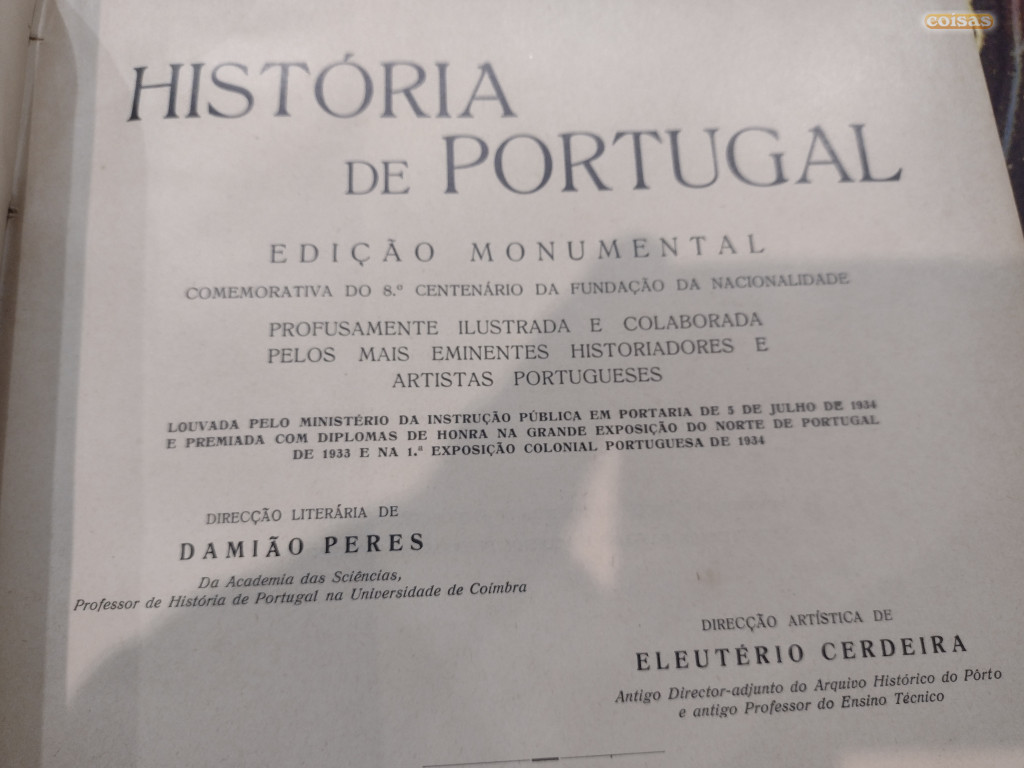 coisas
HISTÓRIA
DE PORTUGAL
EDIÇÃO MONUMENTAL
COMEMORATIVA DO 8.º CENTENÁRIO DA FUNDAÇÃO DA NACIONALIDADE
PROFUSAMENTE ILUSTRADA E COLABORADA
PELOS MAIS EMINENTES HISTORIADORES E
ARTISTAS PORTUGUESES
LOUVADA PELO MINISTÉRIO DA INSTRUÇÃO PÚBLICA EM PORTARIA DE 5 DE JULHO DE 1934
E PREMIADA COM DIPLOMAS DE HONRA NA GRANDE EXPOSIÇÃO DO NORTE DE PORTUGAL
DE 1933 E NA 1.ª EXPOSIÇÃO COLONIAL PORTUGUESA DE 1934
DIRECÇÃO LITERÁRIA DE
DAMIÃO PERES
Da Academia das Sciências,
Professor de História de Portugal na Universidade de Coimbra
DIRECÇÃO ARTÍSTICA DE
ELEUTÉRIO CERDEIRA
Antigo Director-adjunto do Arquivo Histórico do Pôrto
e antigo Professor do Ensino Técnico